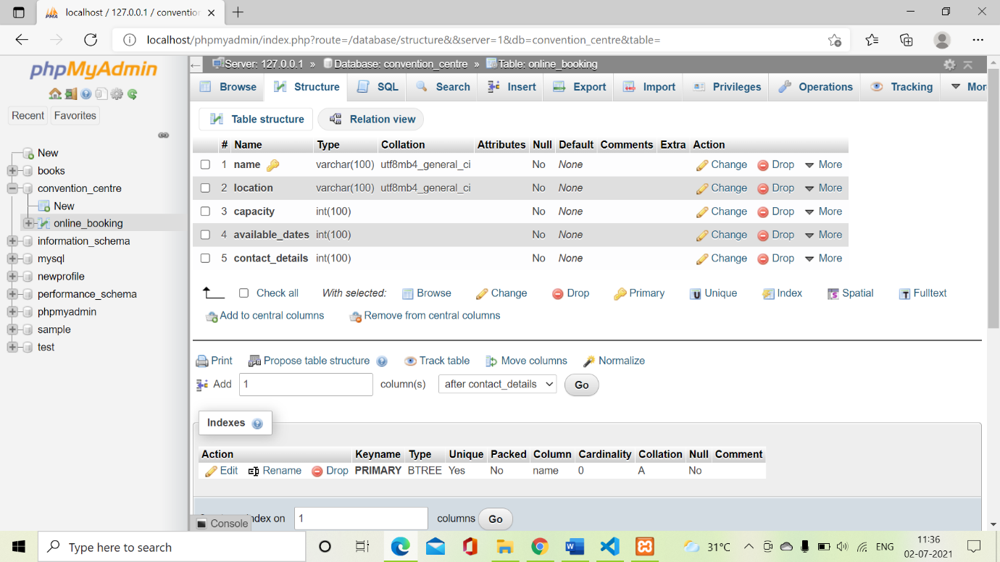 localhost / 127.0.0.1 / convention
localhost/phpmyadmin/index.php?route=/database/structure&&server=1&db=convention_centre&table=
phpMyAdmin
Recent Favorites
New
books
convention_centre
New
online_booking
information_schema
mysql
newprofile
performance_schema
phpmyadmin
sample
test
Server: 127.0.0.1 » Database: convention_centre » Table: online_booking
Browse Structure SQL Search Insert Export Import Privileges Operations Tracking Mor
Table structure Relation view
# Name Type Collation Attributes Null Default Comments Extra Action
1 name varchar(100) utf8mb4_general_ci No None Change Drop More
2 location varchar(100) utf8mb4_general_ci No None Change Drop More
3 capacity int(100) No None Change Drop More
4 available_dates int(100) No None Change Drop More
5 contact_details int(100) No None Change Drop More
Check all With selected: Browse Change Drop Primary Unique Index Spatial Fulltext
Add to central columns Remove from central columns
Print Propose table structure Track table Move columns Normalize
Add 1 column(s) after contact_details Go
Indexes
Action Keyname Type Unique Packed Column Cardinality Collation Null Comment
Edit Rename Drop PRIMARY BTREE Yes No name 0 A No
on 1 columns Go
Console
Type here to search
31°C ENG 11:36
02-07-2021